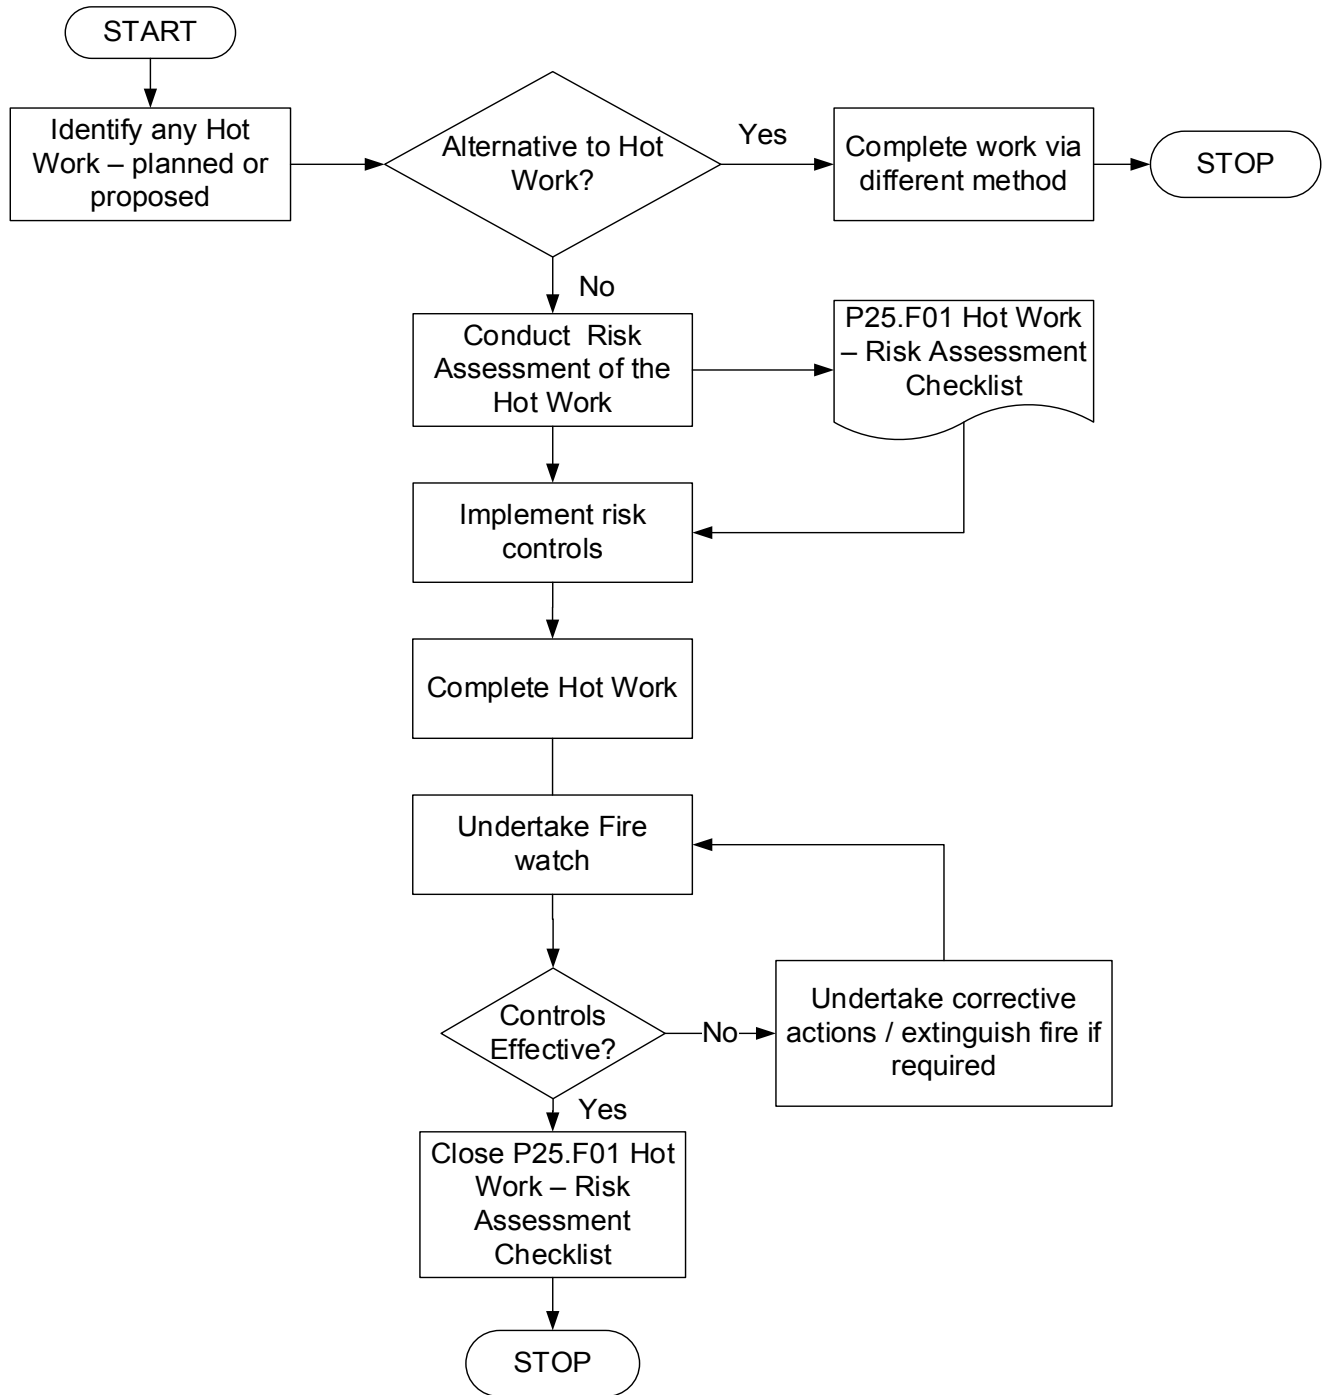 START
Identify any Hot
Work – planned or
proposed
Alternative to Hot
Work?
Yes
Complete work via
different method
STOP
No
Conduct  Risk
Assessment of the
Hot Work
P25.F01 Hot Work
– Risk Assessment
Checklist
Implement risk
controls
Complete Hot Work
Undertake Fire
watch
Controls
Effective?
No
Undertake corrective
actions / extinguish fire if
required
Yes
Close P25.F01 Hot
Work – Risk
Assessment
Checklist
STOP